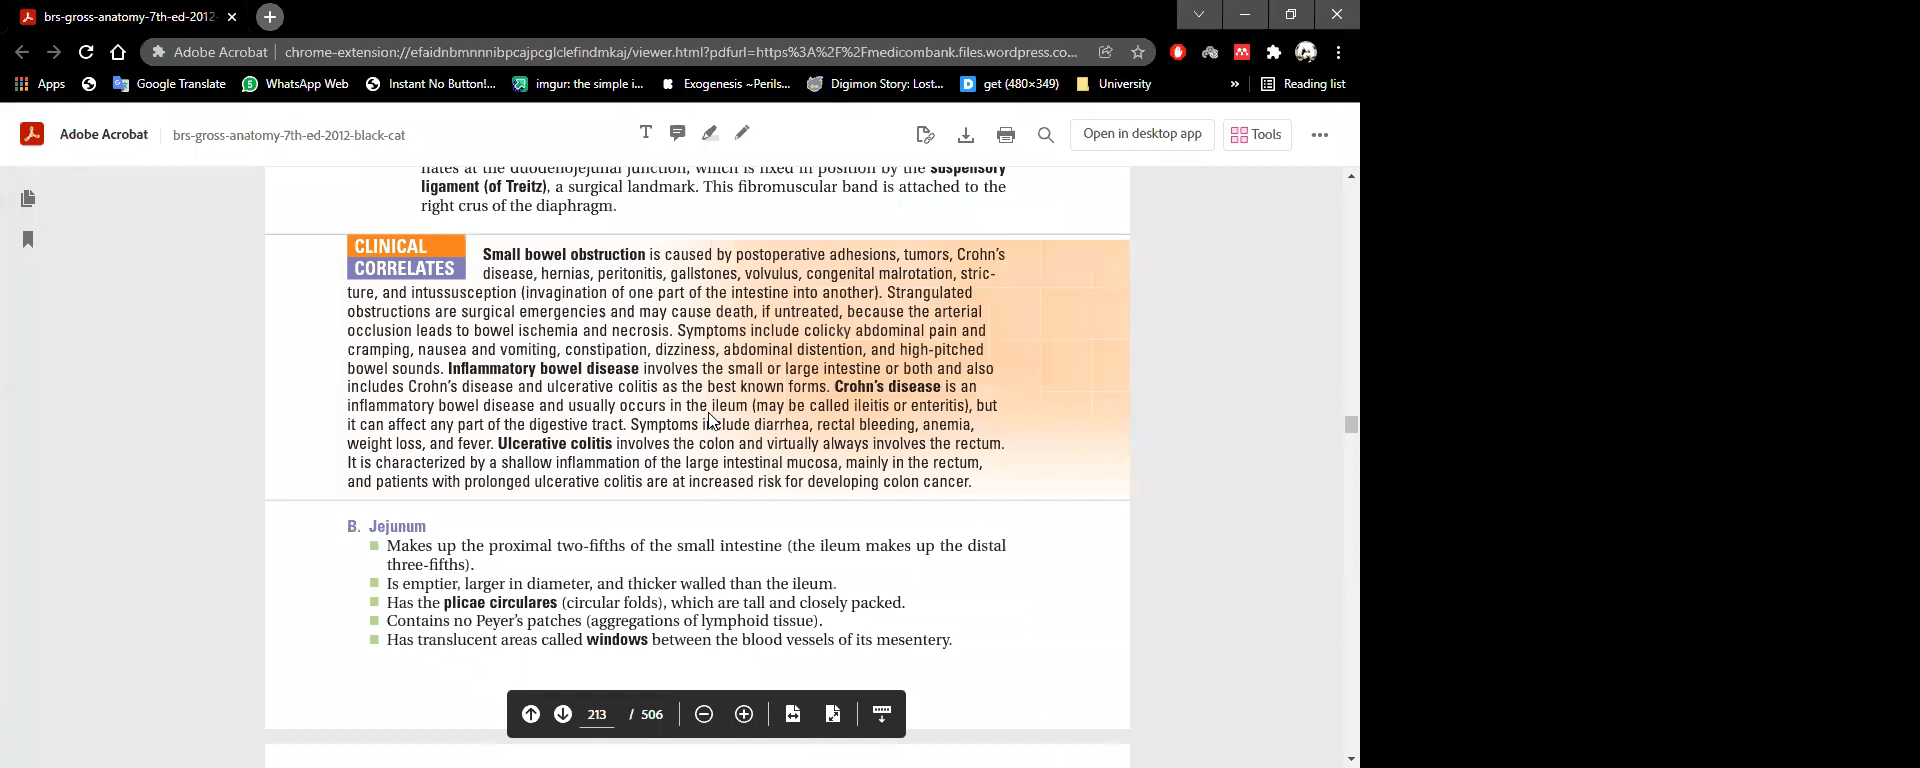 brs-gross-anatomy-7th-ed-2012-
Adobe Acrobat | chrome-extension://efaidnbmnnnibpcajpcglclefindmkaj/viewer.html?pdfurl=https%3A%2F%2Fmedicombank.files.wordpress.co...
Apps Google Translate WhatsApp Web Instant No Button!... imgur: the simple i... Exogenesis ~Perils... Digimon Story: Lost... get (480×349) University » Reading list
Adobe Acrobat brs-gross-anatomy-7th-ed-2012-black-cat Open in desktop app Tools
nates at the duodenojejunal junction, which is fixed in position by the suspensory
ligament (of Treitz), a surgical landmark. This fibromuscular band is attached to the
right crus of the diaphragm.
CLINICAL
CORRELATES
Small bowel obstruction is caused by postoperative adhesions, tumors, Crohn's
disease, hernias, peritonitis, gallstones, volvulus, congenital malrotation, stric-
ture, and intussusception (invagination of one part of the intestine into another). Strangulated
obstructions are surgical emergencies and may cause death, if untreated, because the arterial
occlusion leads to bowel ischemia and necrosis. Symptoms include colicky abdominal pain and
cramping, nausea and vomiting, constipation, dizziness, abdominal distention, and high-pitched
bowel sounds. Inflammatory bowel disease involves the small or large intestine or both and also
includes Crohn's disease and ulcerative colitis as the best known forms. Crohn's disease is an
inflammatory bowel disease and usually occurs in the ileum (may be called ileitis or enteritis), but
it can affect any part of the digestive tract. Symptoms include diarrhea, rectal bleeding, anemia,
weight loss, and fever. Ulcerative colitis involves the colon and virtually always involves the rectum.
It is characterized by a shallow inflammation of the large intestinal mucosa, mainly in the rectum,
and patients with prolonged ulcerative colitis are at increased risk for developing colon cancer.
B. Jejunum
Makes up the proximal two-fifths of the small intestine (the ileum makes up the distal
three-fifths).
Is emptier, larger in diameter, and thicker walled than the ileum.
Has the plicae circulares (circular folds), which are tall and closely packed.
Contains no Peyer's patches (aggregations of lymphoid tissue).
Has translucent areas called windows between the blood vessels of its mesentery.
213 / 506